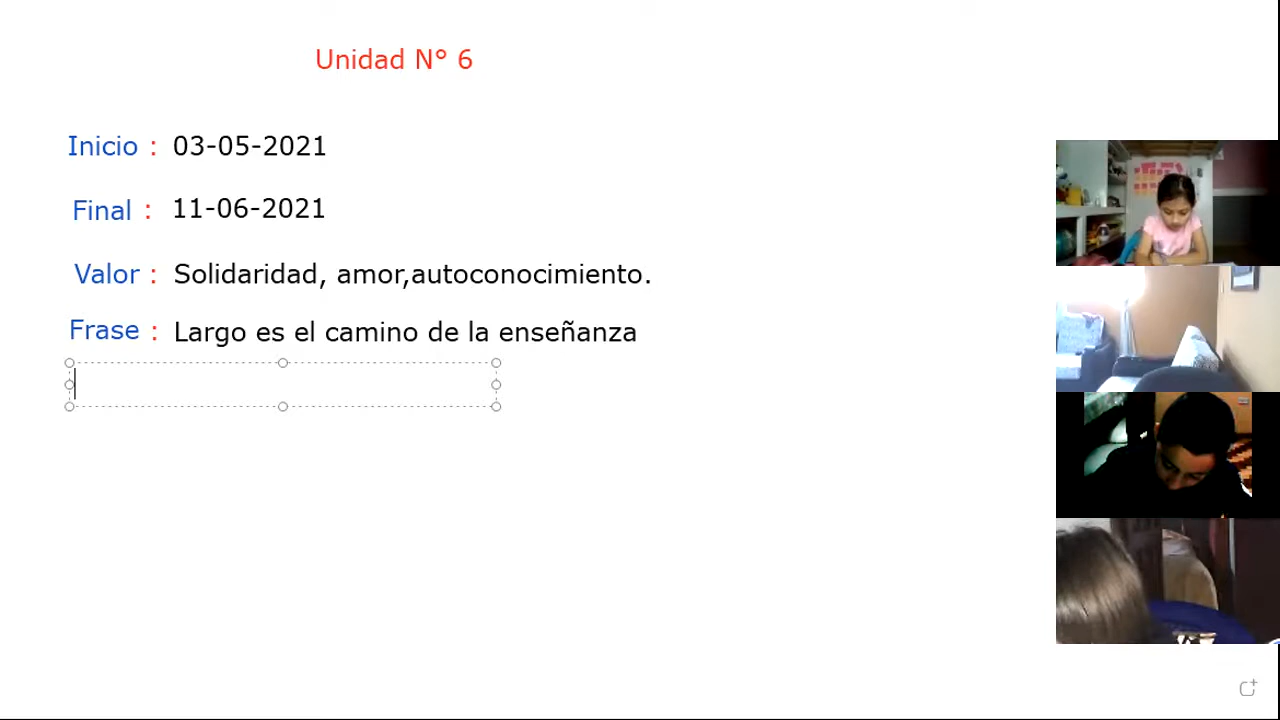 Unidad N° 6
Inicio : 03-05-2021
Final : 11-06-2021
Valor : Solidaridad, amor,autoconocimiento.
Frase : Largo es el camino de la enseñanza